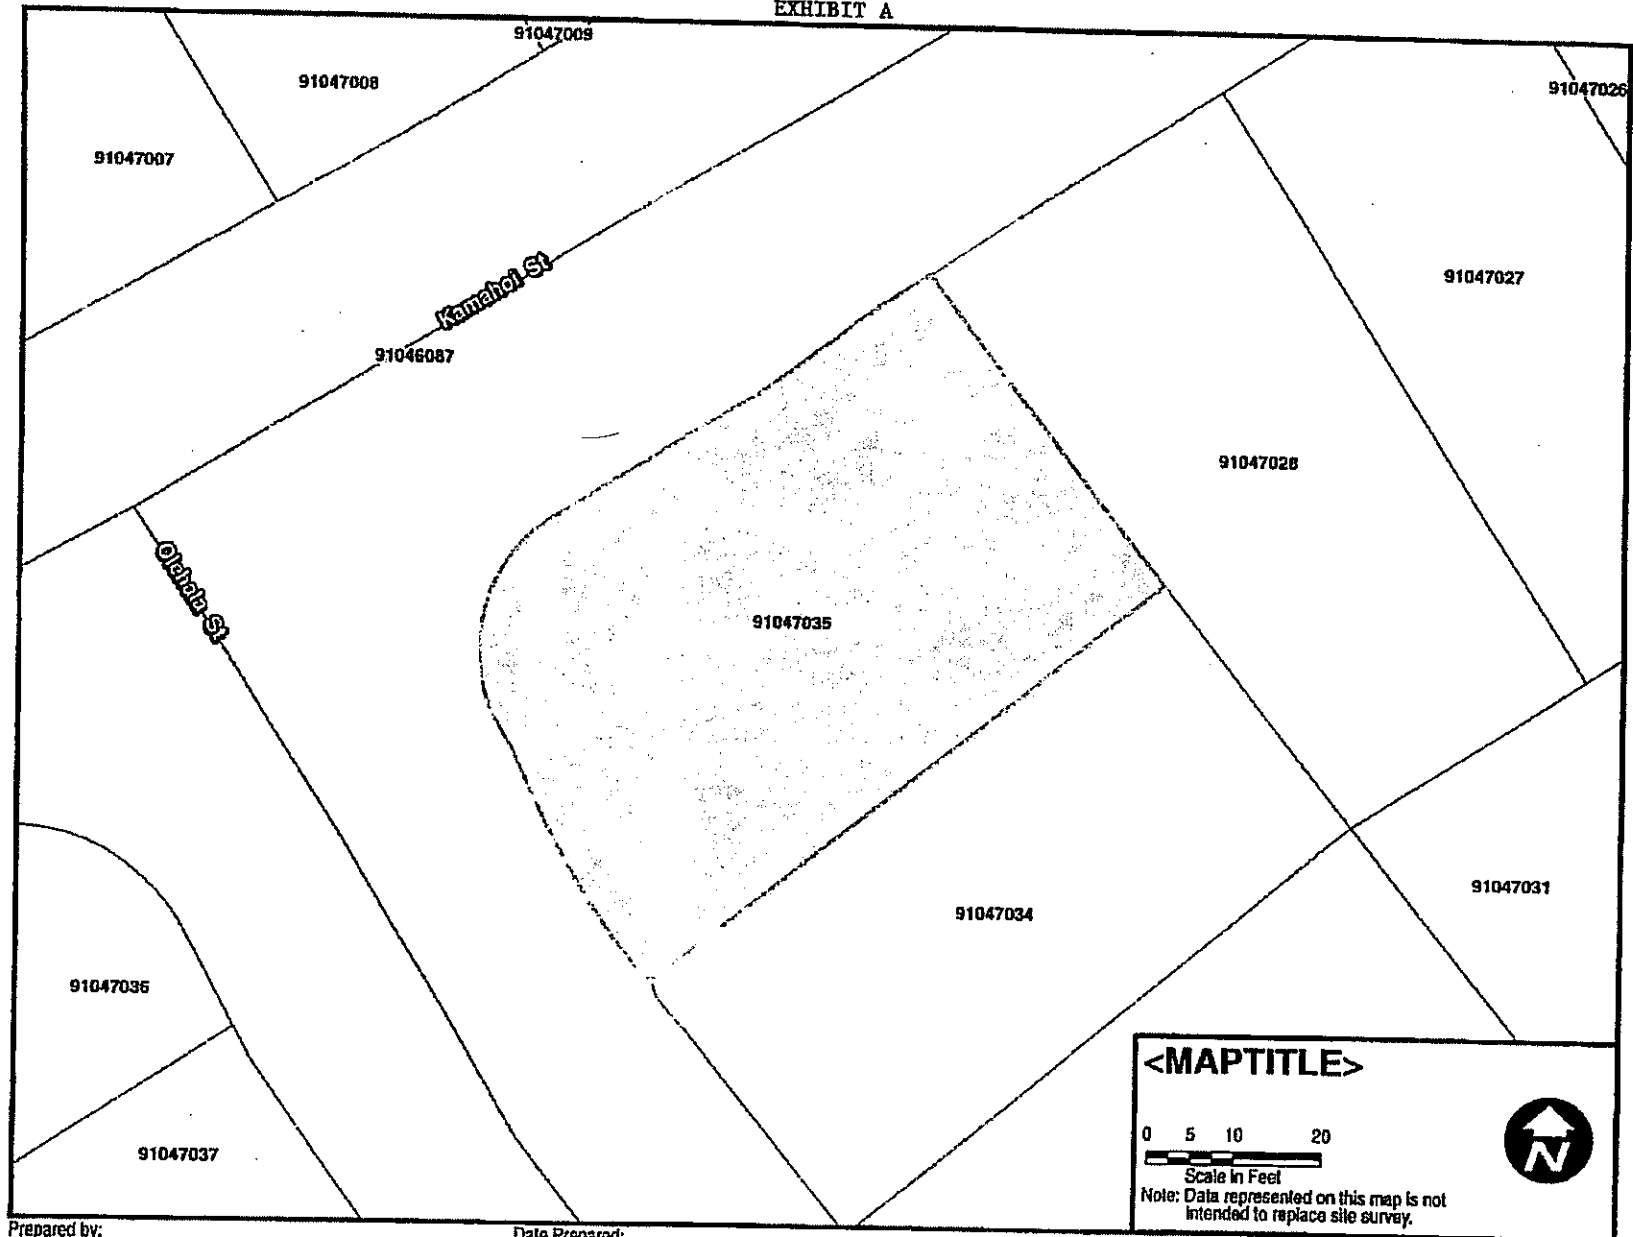 EXHIBIT A
91047009
91047008
91047026
91047007
91047027
Kamahoi St
91046087
91047028
Olohala St
91047035
91047031
91047034
91047036
91047037
<MAPTITLE>
0 5 10 20
Scale in Feet
N
Note: Data represented on this map is not
intended to replace site survey.
Prepared by:
Date Prepared: